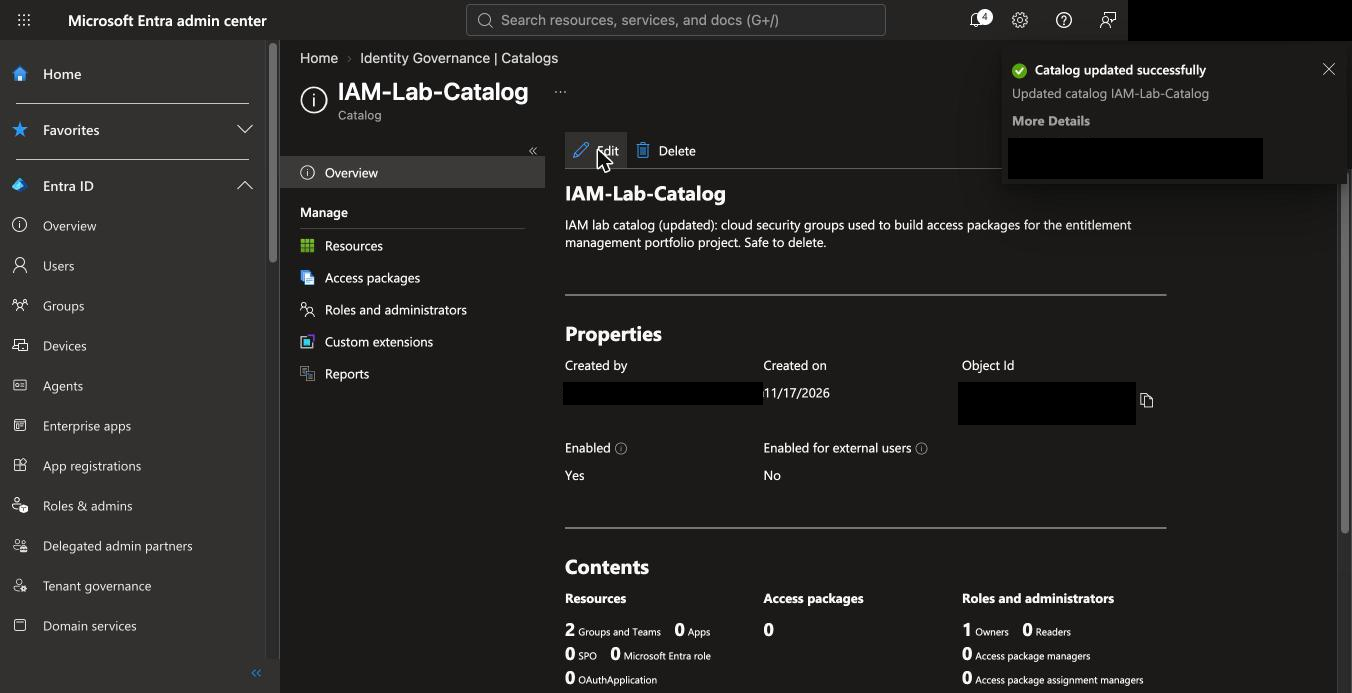 Microsoft Entra admin center
Search resources, services, and docs (G+/)
4
Home
Favorites
Entra ID
Overview
Users
Groups
Devices
Agents
Enterprise apps
App registrations
Roles & admins
Delegated admin partners
Tenant governance
Domain services
Home › Identity Governance | Catalogs
IAM-Lab-Catalog ...
Catalog
Overview
Manage
Resources
Access packages
Roles and administrators
Custom extensions
Reports
Edit Delete
IAM-Lab-Catalog
IAM lab catalog (updated): cloud security groups used to build access packages for the entitlement
management portfolio project. Safe to delete.
Properties
Created by Created on Object Id
11/17/2026
Enabled Enabled for external users
Yes No
Contents
Resources Access packages Roles and administrators
2 Groups and Teams 0 Apps 0 1 Owners 0 Readers
0 SPO 0 Microsoft Entra role 0 Access package managers
0 OAuthApplication 0 Access package assignment managers
Catalog updated successfully
Updated catalog IAM-Lab-Catalog
More Details